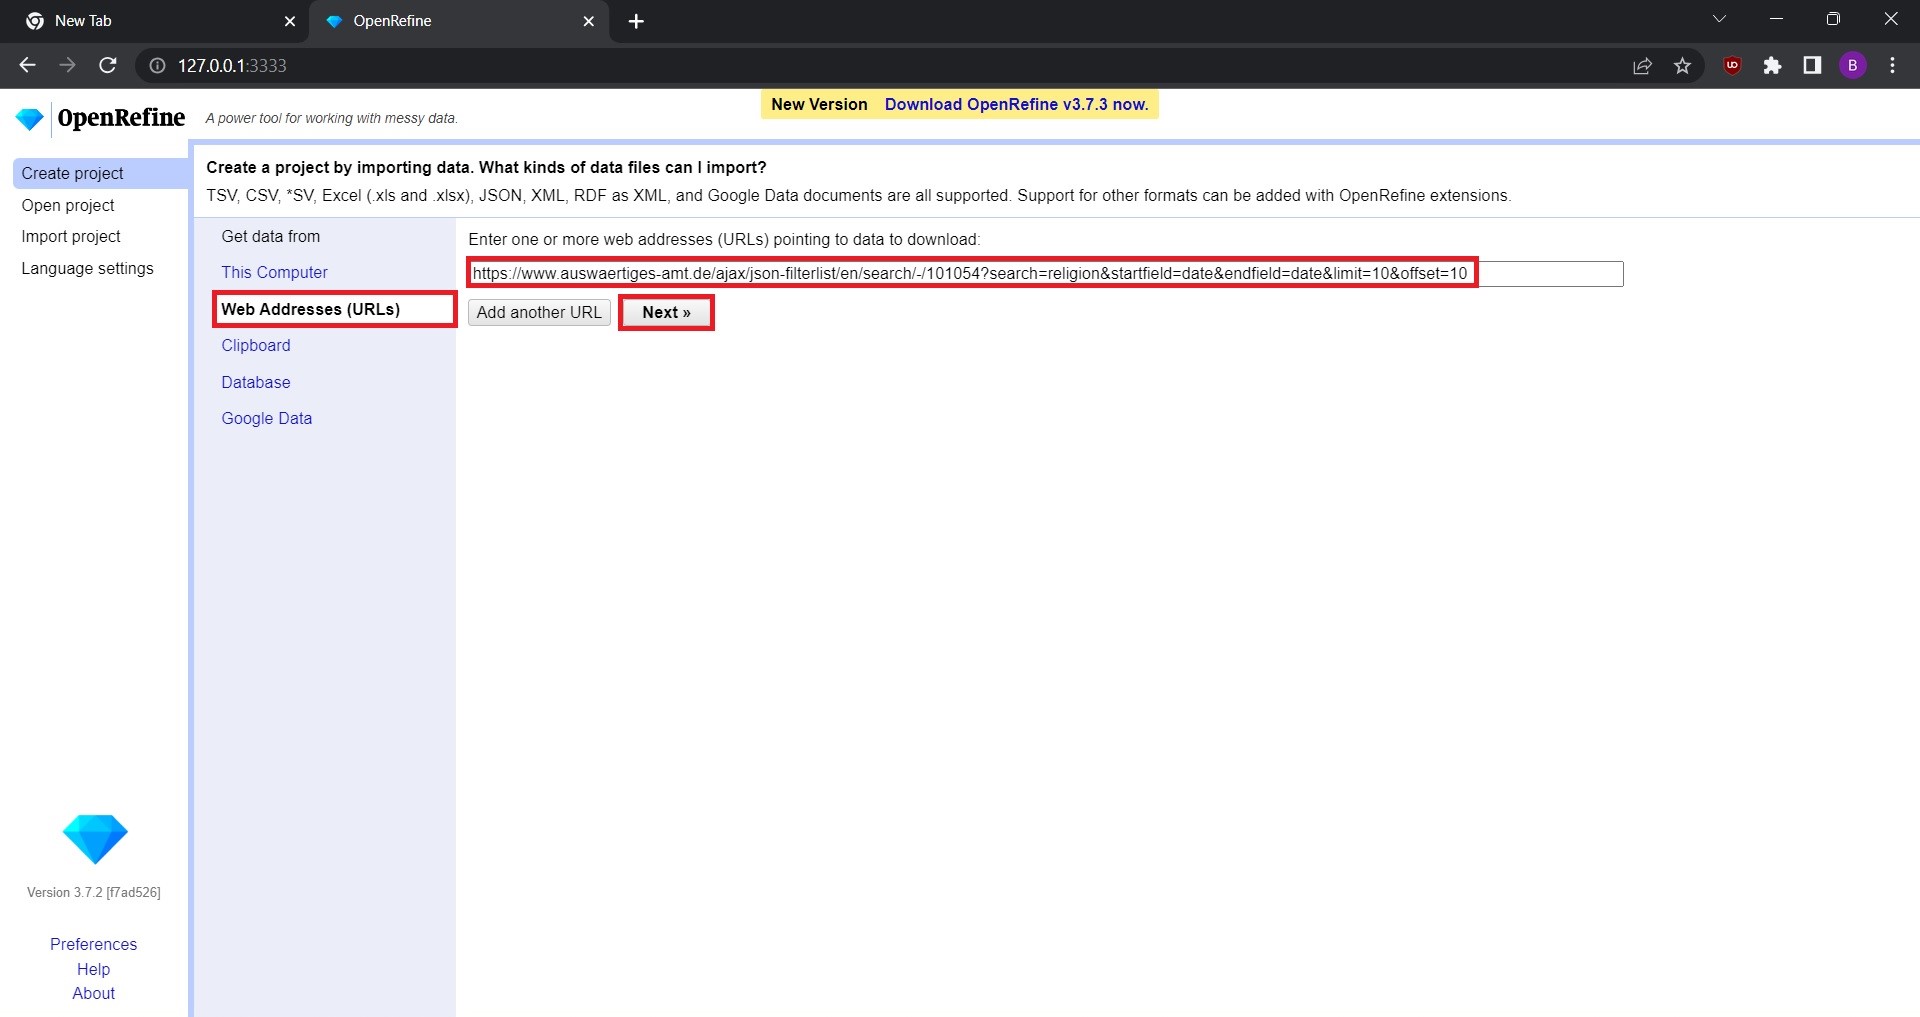 New Tab
OpenRefine
127.0.0.1:3333
B
OpenRefine
A power tool for working with messy data.
New Version Download OpenRefine v3.7.3 now.
Create project
Open project
Import project
Language settings
Create a project by importing data. What kinds of data files can I import?
TSV, CSV, *SV, Excel (.xls and .xlsx), JSON, XML, RDF as XML, and Google Data documents are all supported. Support for other formats can be added with OpenRefine extensions.
Get data from
This Computer
Web Addresses (URLs)
Clipboard
Database
Google Data
Enter one or more web addresses (URLs) pointing to data to download:
https://www.auswaertiges-amt.de/ajax/json-filterlist/en/search/-/101054?search=religion&startfield=date&endfield=date&limit=10&offset=10
Add another URL
Next »
Version 3.7.2 [f7ad526]
Preferences
Help
About